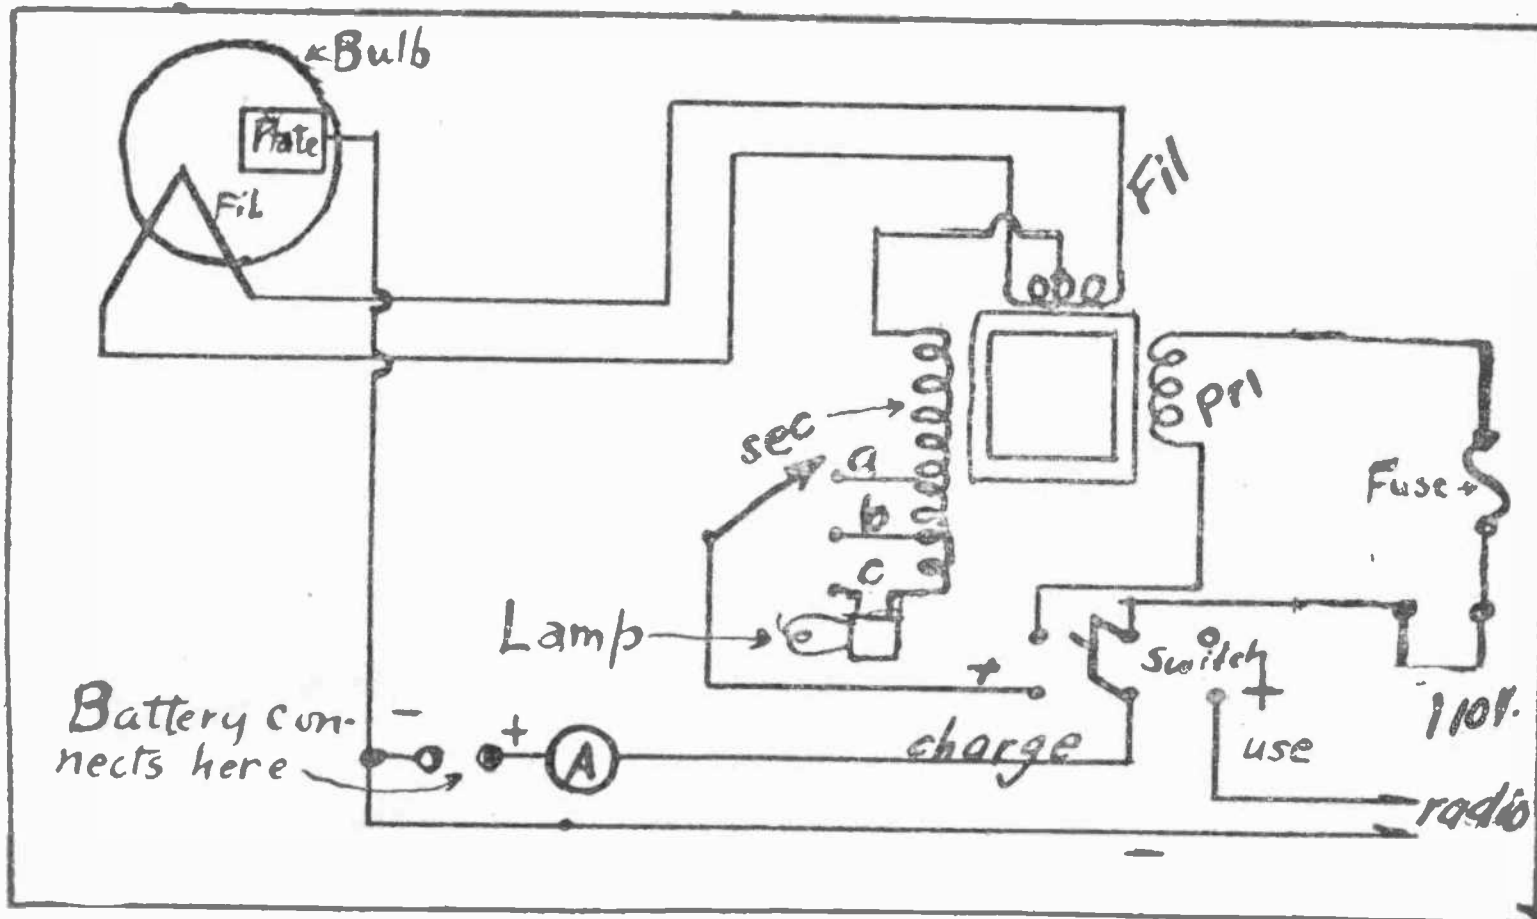 Bulb
Plate
Fil
Fil
sec
a
b
c
pri
Fuse
Lamp
+
switch
+
110V.
Battery con-
nects here
-
+
A
charge
use
radio
-